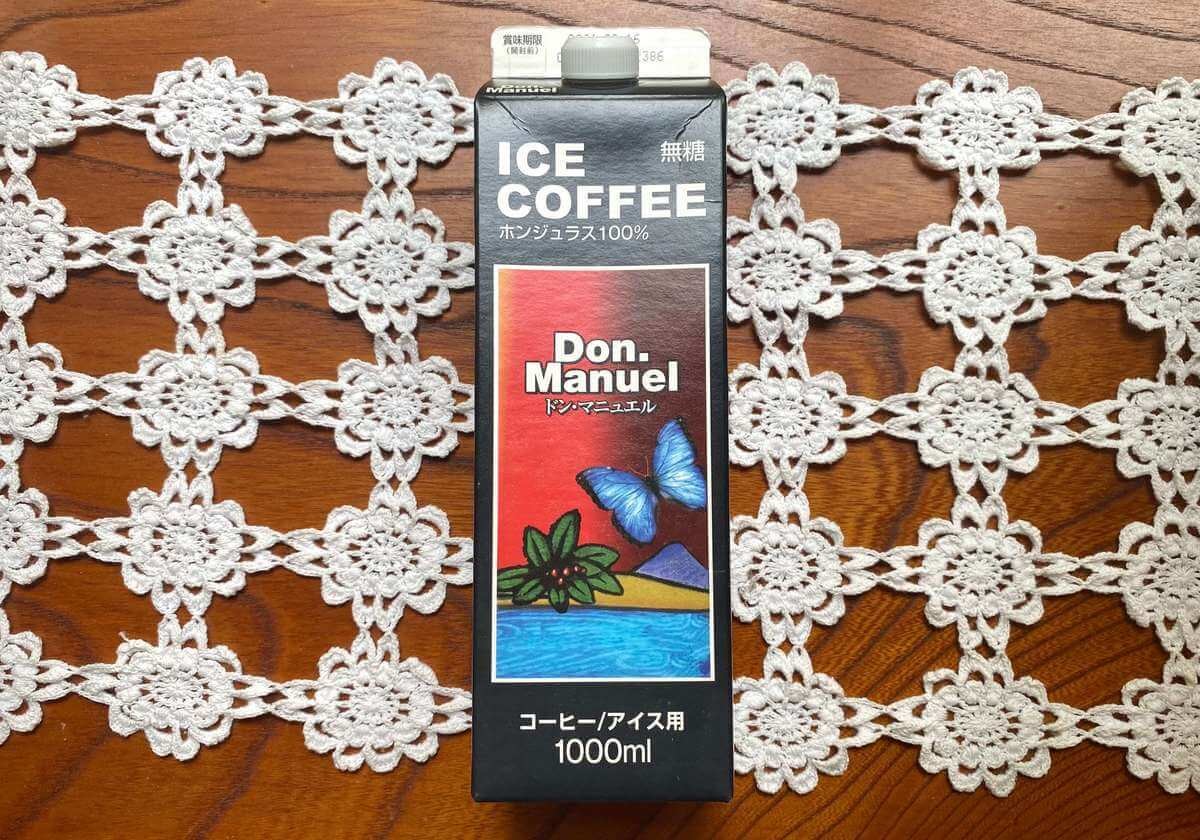 賞味期限
(開封前)
386
Manuel
ICE
無糖
COFFEE
ホンジュラス100%
Don.
Manuel
ドン・マニュエル
コーヒー/アイス用
1000ml